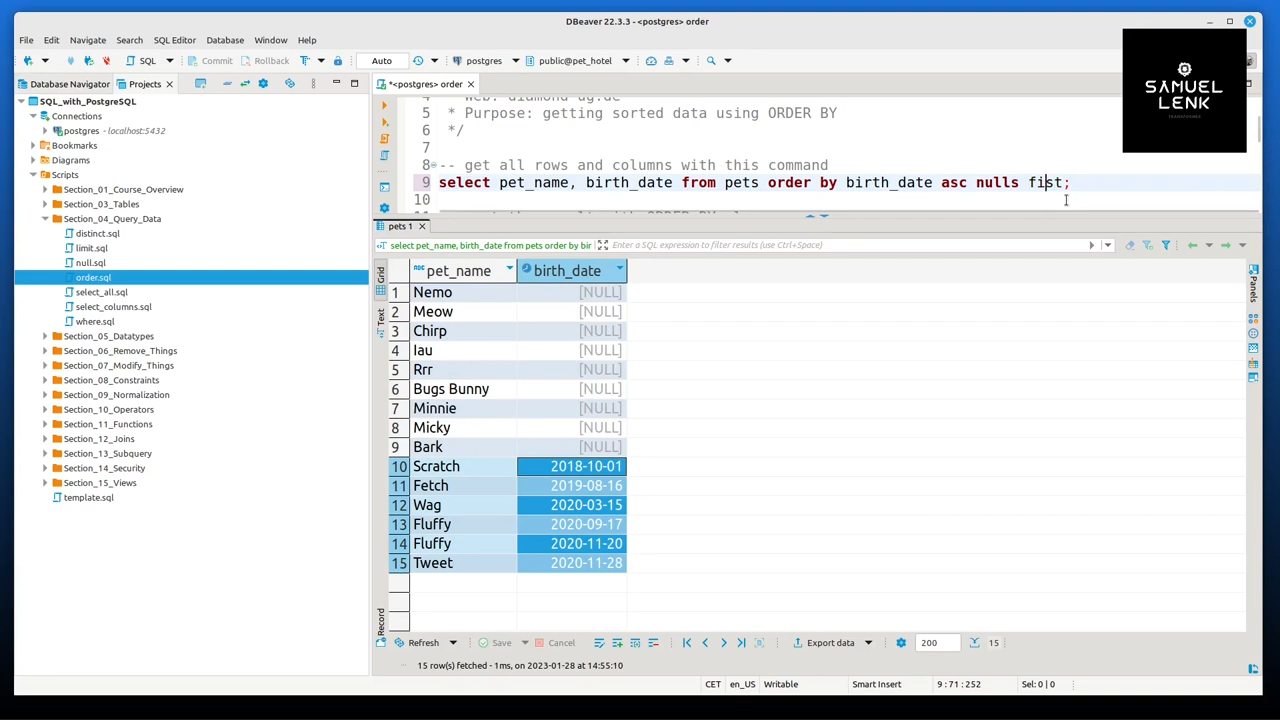 DBeaver 22.3.3 - <postgres> order
File Edit Navigate Search SQL Editor Database Window Help
SQL Commit Rollback T Auto postgres public@pet_hotel
SAMUEL
LENK
Database Navigator Projects
*<postgres> order
SQL_with_PostgreSQL
Connections
postgres - localhost:5432
Bookmarks
Diagrams
Scripts
Section_01_Course_Overview
Section_03_Tables
Section_04_Query_Data
distinct.sql
limit.sql
null.sql
order.sql
select_all.sql
select_columns.sql
where.sql
Section_05_Datatypes
Section_06_Remove_Things
Section_07_Modify_Things
Section_08_Constraints
Section_09_Normalization
Section_10_Operators
Section_11_Functions
Section_12_Joins
Section_13_Subquery
Section_14_Security
Section_15_Views
template.sql
5 * Purpose: getting sorted data using ORDER BY
6 */
7
8 -- get all rows and columns with this command
9 select pet_name, birth_date from pets order by birth_date asc nulls fist;
10
pets 1
select pet_name, birth_date from pets order by bir Enter a SQL expression to filter results (use Ctrl+Space)
Grid
Text
Record
Panels
pet_name birth_date
1 Nemo [NULL]
2 Meow [NULL]
3 Chirp [NULL]
4 Iau [NULL]
5 Rrr [NULL]
6 Bugs Bunny [NULL]
7 Minnie [NULL]
8 Micky [NULL]
9 Bark [NULL]
10 Scratch 2018-10-01
11 Fetch 2019-08-16
12 Wag 2020-03-15
13 Fluffy 2020-09-17
14 Fluffy 2020-11-20
15 Tweet 2020-11-28
Refresh Save Cancel Export data 200 15
15 row(s) fetched - 1ms, on 2023-01-28 at 14:55:10
CET en_US Writable Smart Insert 9 : 71 : 252 Sel: 0 | 0